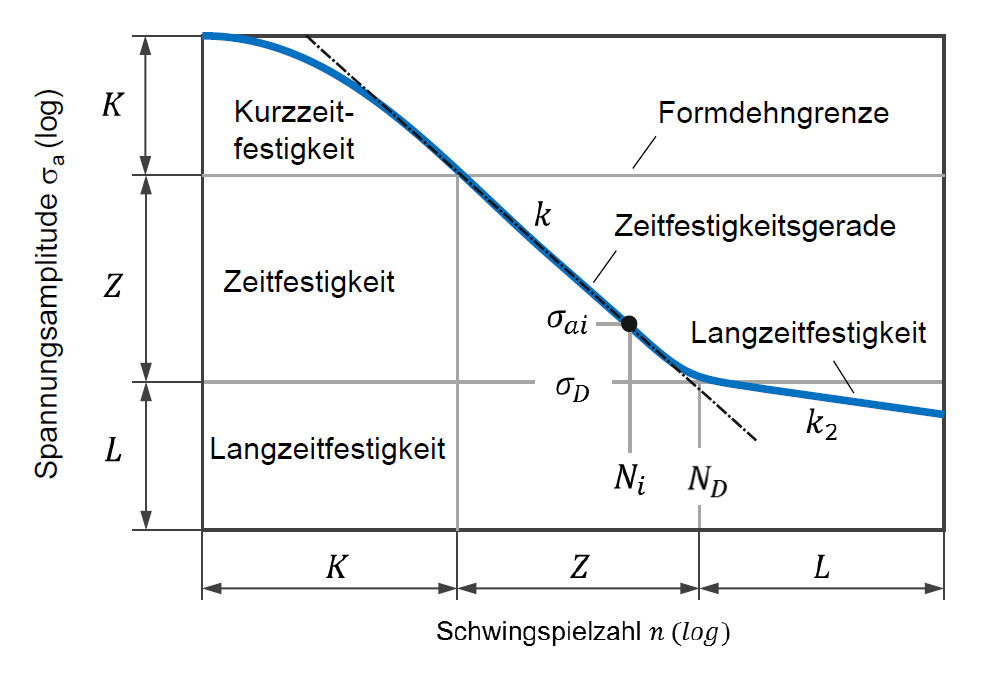 Spannungsamplitude σa (log)
K
Kurzzeit-
festigkeit
Formdehngrenze
k
Zeitfestigkeitsgerade
Z
Zeitfestigkeit
σai
Langzeitfestigkeit
σD
k2
L
Langzeitfestigkeit
Ni
ND
K
Z
L
Schwingspielzahl n (log)